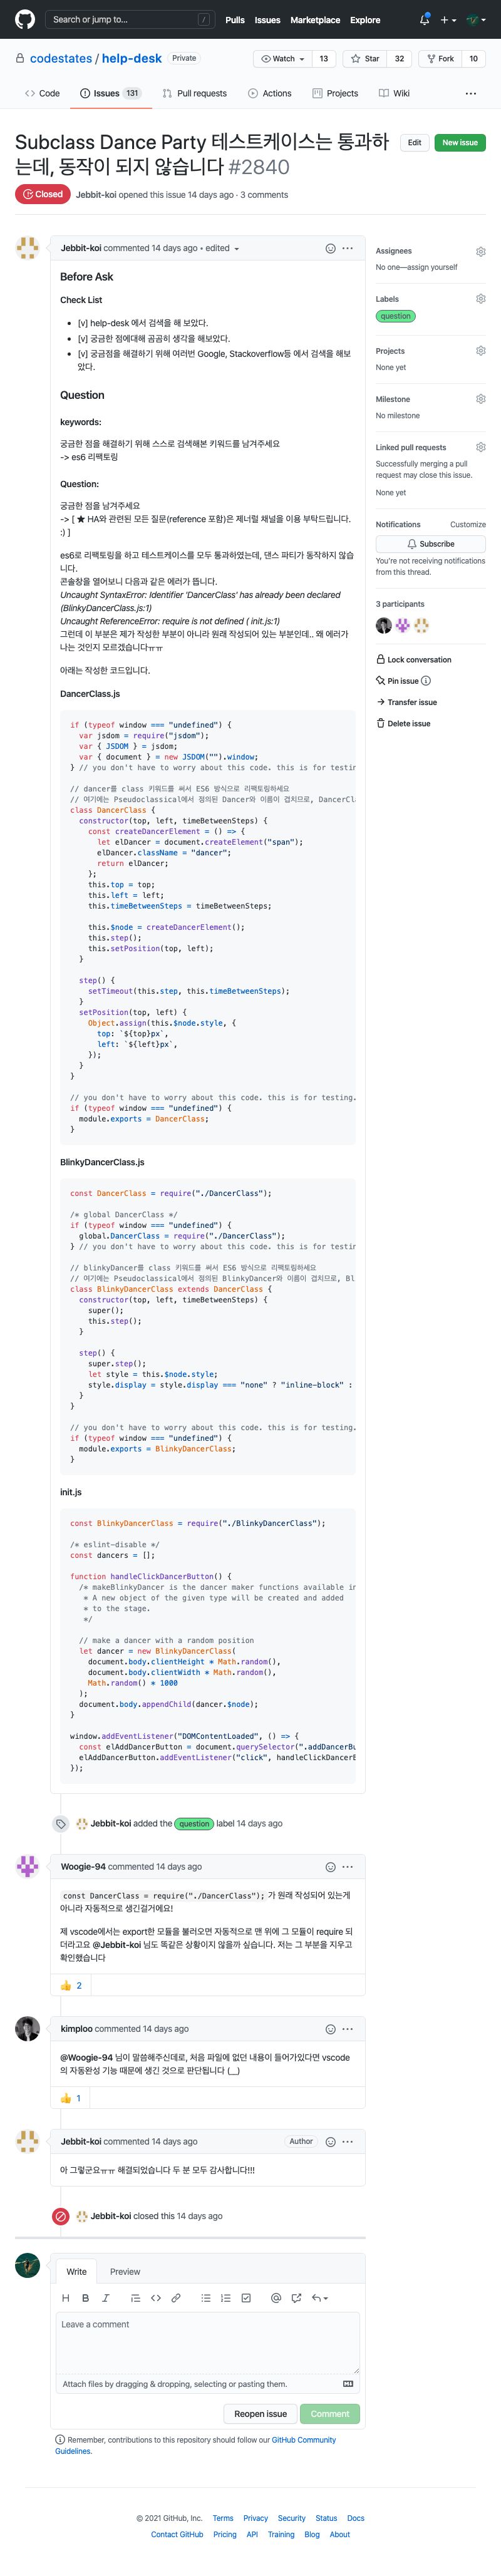 Search or jump to...
/
Pulls Issues Marketplace Explore
codestates / help-desk Private
Watch 13 Star 32 Fork 10
Code Issues 131 Pull requests Actions Projects Wiki
Subclass Dance Party 테스트케이스는 통과하
는데, 동작이 되지 않습니다 #2840
Edit New issue
Closed Jebbit-koi opened this issue 14 days ago · 3 comments
Jebbit-koi commented 14 days ago • edited
Before Ask
Check List
• [v] help-desk 에서 검색을 해 보았다.
• [v] 궁금한 점에대해 곰곰히 생각을 해보았다.
• [v] 궁금점을 해결하기 위해 여러번 Google, Stackoverflow등 에서 검색을 해보
았다.
Question
keywords:
궁금한 점을 해결하기 위해 스스로 검색해본 키워드를 남겨주세요
-> es6 리팩토링
Question:
궁금한 점을 남겨주세요
-> [ ★ HA와 관련된 모든 질문(reference 포함)은 제너럴 채널을 이용 부탁드립니다.
:) ]
es6로 리팩토링을 하고 테스트케이스를 모두 통과하였는데, 댄스 파티가 동작하지 않습
니다.
콘솔창을 열어보니 다음과 같은 에러가 뜹니다.
Uncaught SyntaxError: Identifier 'DancerClass' has already been declared
(BlinkyDancerClass.js:1)
Uncaught ReferenceError: require is not defined ( init.js:1)
그런데 이 부분은 제가 작성한 부분이 아니라 원래 작성되어 있는 부분인데.. 왜 에러가
나는 것인지 모르겠습니다ㅠㅠ
아래는 작성한 코드입니다.
DancerClass.js
if (typeof window === "undefined") {
var jsdom = require("jsdom");
var { JSDOM } = jsdom;
var { document } = new JSDOM("").window;
} // you don't have to worry about this code. this is for testin
// dancer를 class 키워드를 써서 ES6 방식으로 리팩토링하세요
// 여기에는 Pseudoclassical에서 정의된 Dancer와 이름이 겹치므로, DancerCl
class DancerClass {
constructor(top, left, timeBetweenSteps) {
const createDancerElement = () => {
let elDancer = document.createElement("span");
elDancer.className = "dancer";
return elDancer;
};
this.top = top;
this.left = left;
this.timeBetweenSteps = timeBetweenSteps;
this.$node = createDancerElement();
this.step();
this.setPosition(top, left);
}
step() {
setTimeout(this.step, this.timeBetweenSteps);
}
setPosition(top, left) {
Object.assign(this.$node.style, {
top: `${top}px`,
left: `${left}px`,
});
}
}
// you don't have to worry about this code. this is for testing.
if (typeof window === "undefined") {
module.exports = DancerClass;
}
BlinkyDancerClass.js
const DancerClass = require("./DancerClass");
/* global DancerClass */
if (typeof window === "undefined") {
global.DancerClass = require("./DancerClass");
} // you don't have to worry about this code. this is for testin
// blinkyDancer를 class 키워드를 써서 ES6 방식으로 리팩토링하세요
// 여기에는 Pseudoclassical에서 정의된 BlinkyDancer와 이름이 겹치므로, Bl
class BlinkyDancerClass extends DancerClass {
constructor(top, left, timeBetweenSteps) {
super();
this.step();
}
step() {
super.step();
let style = this.$node.style;
style.display = style.display === "none" ? "inline-block" :
}
}
// you don't have to worry about this code. this is for testing.
if (typeof window === "undefined") {
module.exports = BlinkyDancerClass;
}
init.js
const BlinkyDancerClass = require("./BlinkyDancerClass");
/* eslint-disable */
const dancers = [];
function handleClickDancerButton() {
/* makeBlinkyDancer is the dancer maker functions available in
* A new object of the given type will be created and added
* to the stage.
*/
// make a dancer with a random position
let dancer = new BlinkyDancerClass(
document.body.clientHeight * Math.random(),
document.body.clientWidth * Math.random(),
Math.random() * 1000
);
document.body.appendChild(dancer.$node);
}
window.addEventListener("DOMContentLoaded", () => {
const elAddDancerButton = document.querySelector(".addDancerBu
elAddDancerButton.addEventListener("click", handleClickDancerB
});
Jebbit-koi added the question label 14 days ago
Woogie-94 commented 14 days ago
const DancerClass = require("./DancerClass"); 가 원래 작성되어 있는게
아니라 자동적으로 생긴걸거에요!
제 vscode에서는 export한 모듈을 불러오면 자동적으로 맨 위에 그 모듈이 require 되
더라고요 @Jebbit-koi 님도 똑같은 상황이지 않을까 싶습니다. 저는 그 부분을 지우고
확인했습니다
👍 2
kimploo commented 14 days ago
@Woogie-94 님이 말씀해주신데로, 처음 파일에 없던 내용이 들어가있다면 vscode
의 자동완성 기능 때문에 생긴 것으로 판단됩니다 (__)
👍 1
Jebbit-koi commented 14 days ago Author
아 그렇군요ㅠㅠ 해결되었습니다 두 분 모두 감사합니다!!!
Jebbit-koi closed this 14 days ago
Write Preview
Leave a comment
Attach files by dragging & dropping, selecting or pasting them.
Reopen issue Comment
Remember, contributions to this repository should follow our GitHub Community
Guidelines.
Assignees
No one—assign yourself
Labels
question
Projects
None yet
Milestone
No milestone
Linked pull requests
Successfully merging a pull
request may close this issue.
None yet
Notifications Customize
Subscribe
You're not receiving notifications
from this thread.
3 participants
Lock conversation
Pin issue
Transfer issue
Delete issue
© 2021 GitHub, Inc. Terms Privacy Security Status Docs
Contact GitHub Pricing API Training Blog About